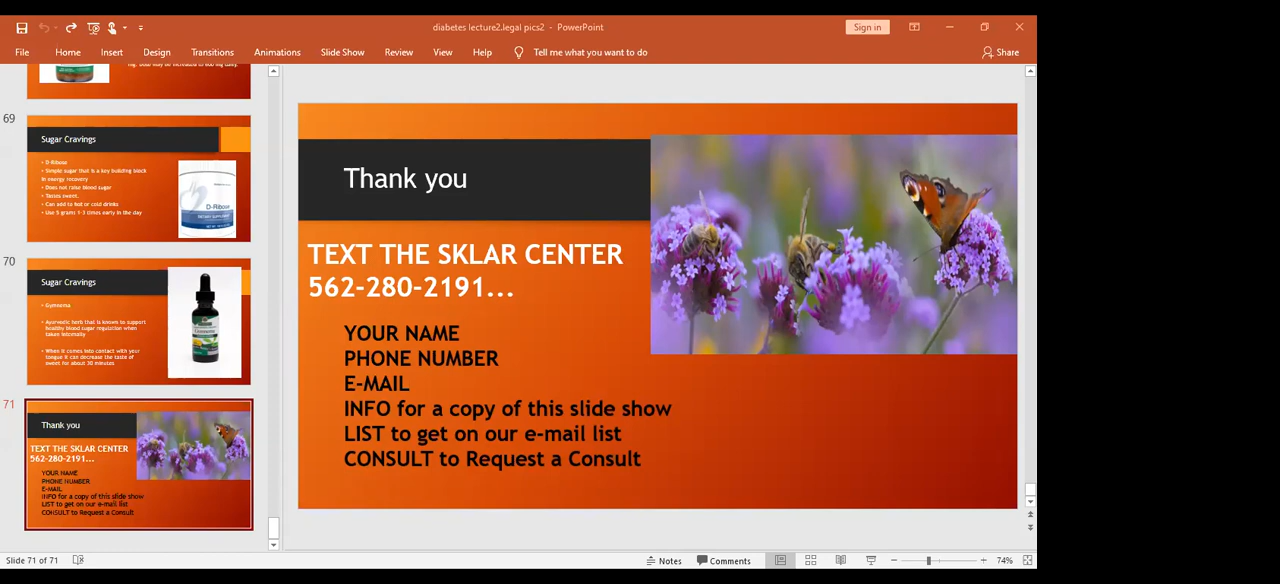 diabetes lecture2.legal pics2 - PowerPoint
Sign in
File Home Insert Design Transitions Animations Slide Show Review View Help Tell me what you want to do Share
69
Sugar Cravings
• D-Ribose
• Simple sugar that is a key building block
in energy recovery
• Does not raise blood sugar
• Tastes sweet.
• Can add to hot or cold drinks
• Use 5 grams 1-3 times early in the day
D-Ribose
DIETARY SUPPLEMENT
70
Sugar Cravings
• Gymnema
• Ayurvedic herb that is known to support
healthy blood sugar regulation when
taken internally
• When it comes into contact with your
tongue it can decrease the taste of
sweet for about 30 minutes
71
Thank you
TEXT THE SKLAR CENTER
562-280-2191...
YOUR NAME
PHONE NUMBER
E-MAIL
INFO for a copy of this slide show
LIST to get on our e-mail list
CONSULT to Request a Consult
Thank you
TEXT THE SKLAR CENTER
562-280-2191...
YOUR NAME
PHONE NUMBER
E-MAIL
INFO for a copy of this slide show
LIST to get on our e-mail list
CONSULT to Request a Consult
Slide 71 of 71
Notes Comments 74%